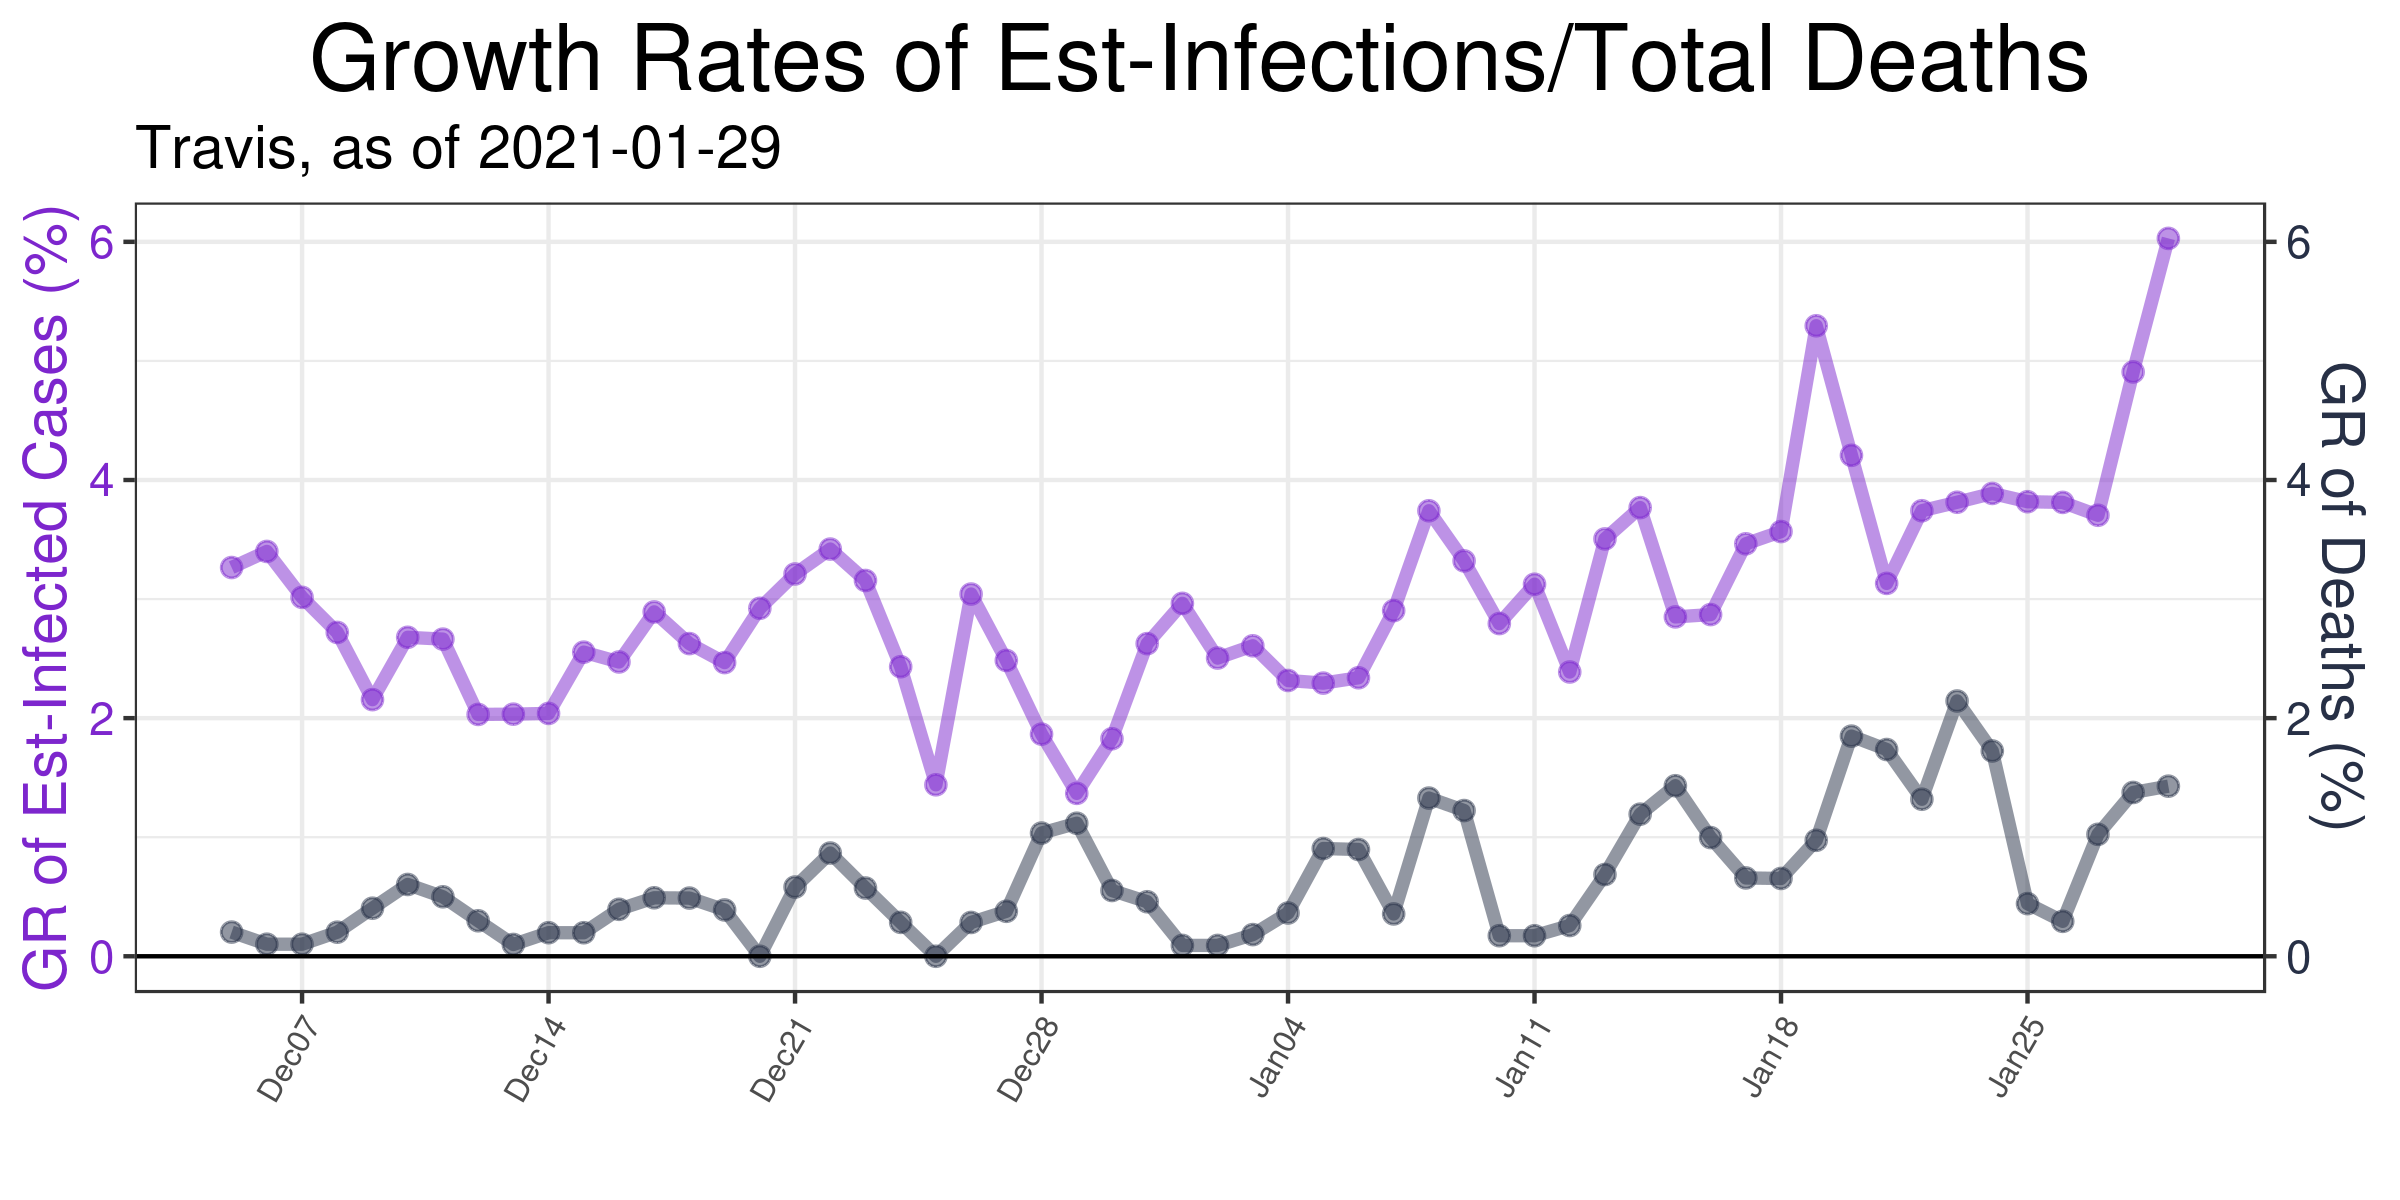 Growth Rates of Est-Infections/Total Deaths
Travis, as of 2021-01-29
GR of Est-Infected Cases (%)
6
4
2
0
6
4
2
0
GR of Deaths (%)
Dec07
Dec14
Dec21
Dec28
Jan04
Jan11
Jan18
Jan25